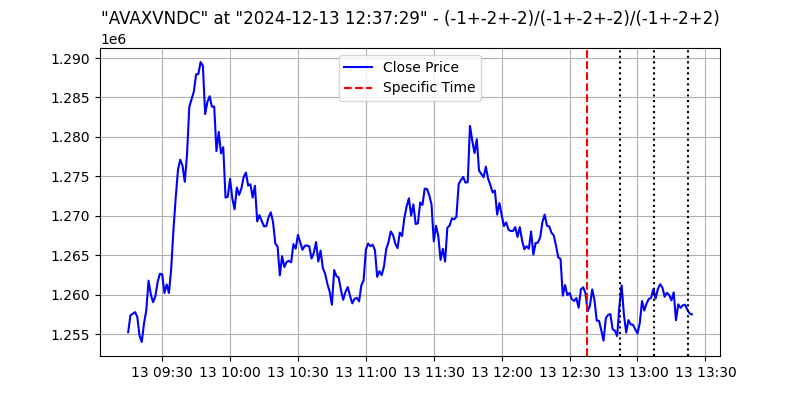 "AVAXVNDC" at "2024-12-13 12:37:29" - (-1+-2+-2)/(-1+-2+-2)/(-1+-2+2)
1e6
Close Price
Specific Time
1.290
1.285
1.280
1.275
1.270
1.265
1.260
1.255
13 09:30 13 10:00 13 10:30 13 11:00 13 11:30 13 12:00 13 12:30 13 13:00 13 13:30